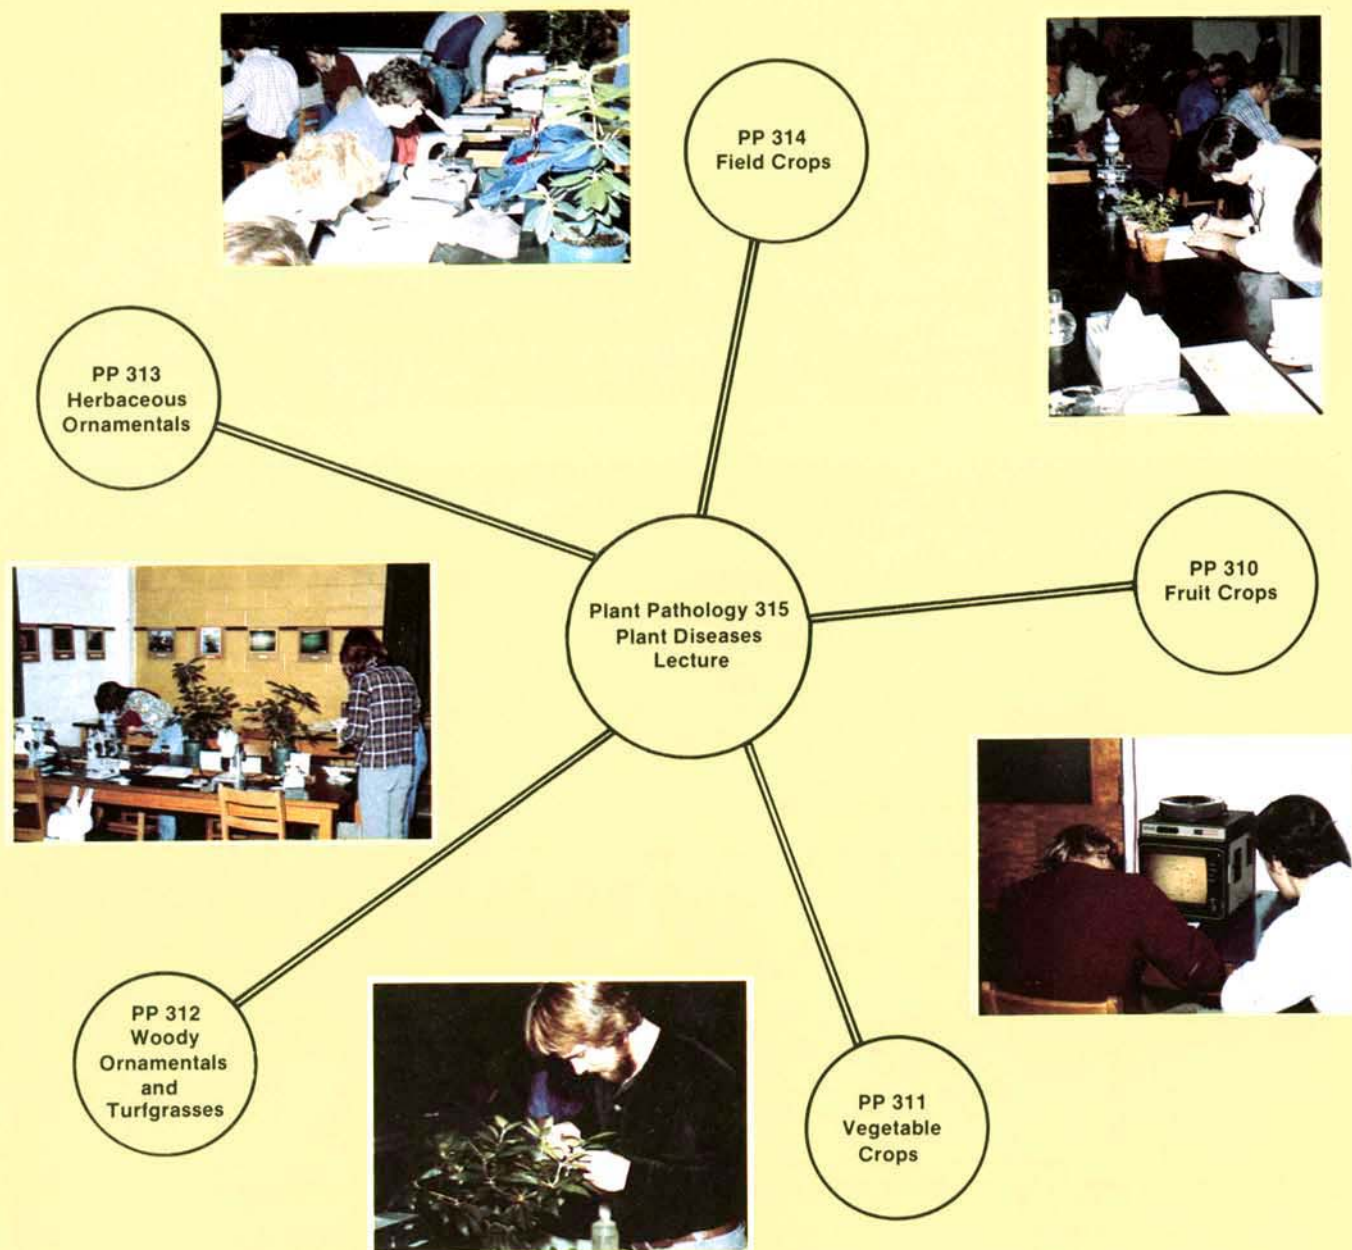 PP 314
Field Crops
PP 313
Herbaceous
Ornamentals
PP 310
Fruit Crops
Plant Pathology 315
Plant Diseases
Lecture
PP 312
Woody
Ornamentals
and
Turfgrasses
PP 311
Vegetable
Crops